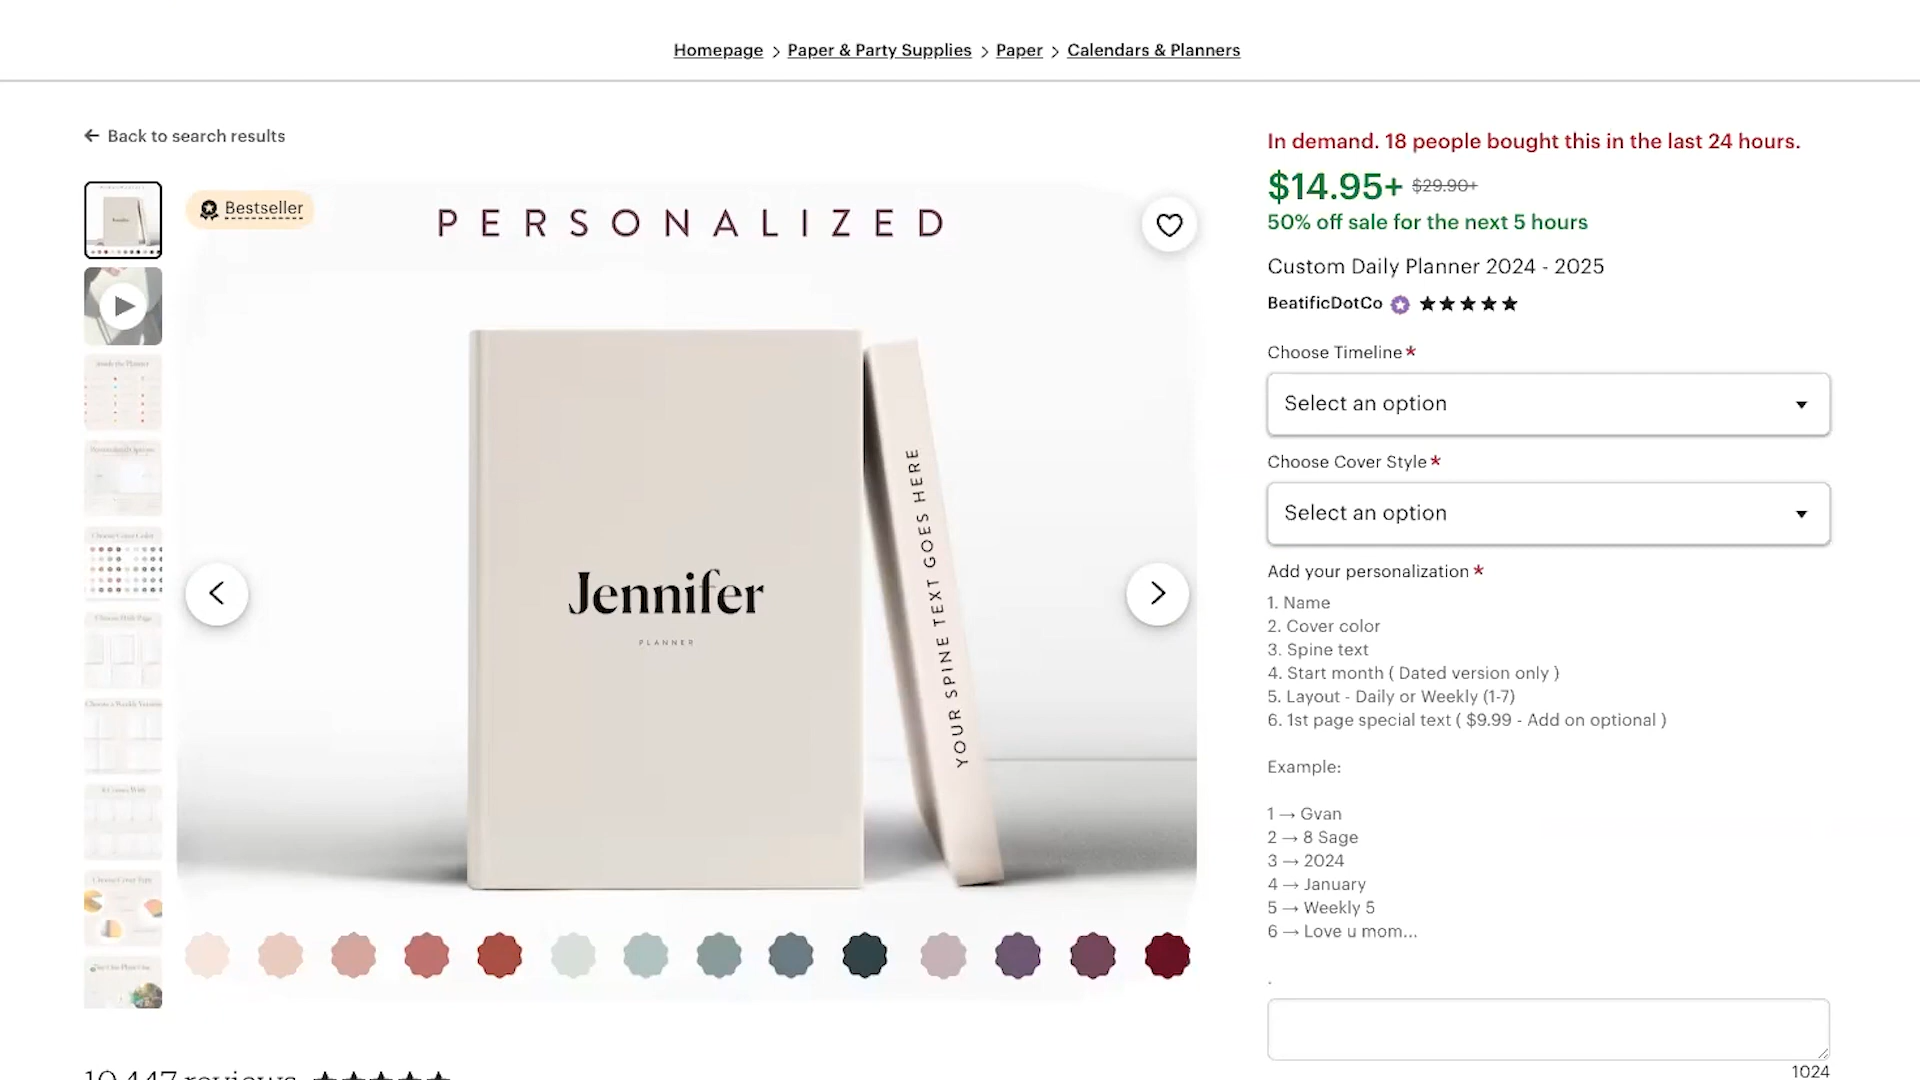 Homepage > Paper & Party Supplies > Paper > Calendars & Planners
← Back to search results
Bestseller
PERSONALIZED
Jennifer
PLANNER
YOUR SPINE TEXT GOES HERE
In demand. 18 people bought this in the last 24 hours.
$14.95+ $29.90+
50% off sale for the next 5 hours
Custom Daily Planner 2024 - 2025
BeatificDotCo
Choose Timeline *
Select an option
Choose Cover Style *
Select an option
Add your personalization *
1. Name
2. Cover color
3. Spine text
4. Start month ( Dated version only )
5. Layout - Daily or Weekly (1-7)
6. 1st page special text ( $9.99 - Add on optional )
Example:
1 → Gvan
2 → 8 Sage
3 → 2024
4 → January
5 → Weekly 5
6 → Love u mom...
.
1024
10,447 reviews